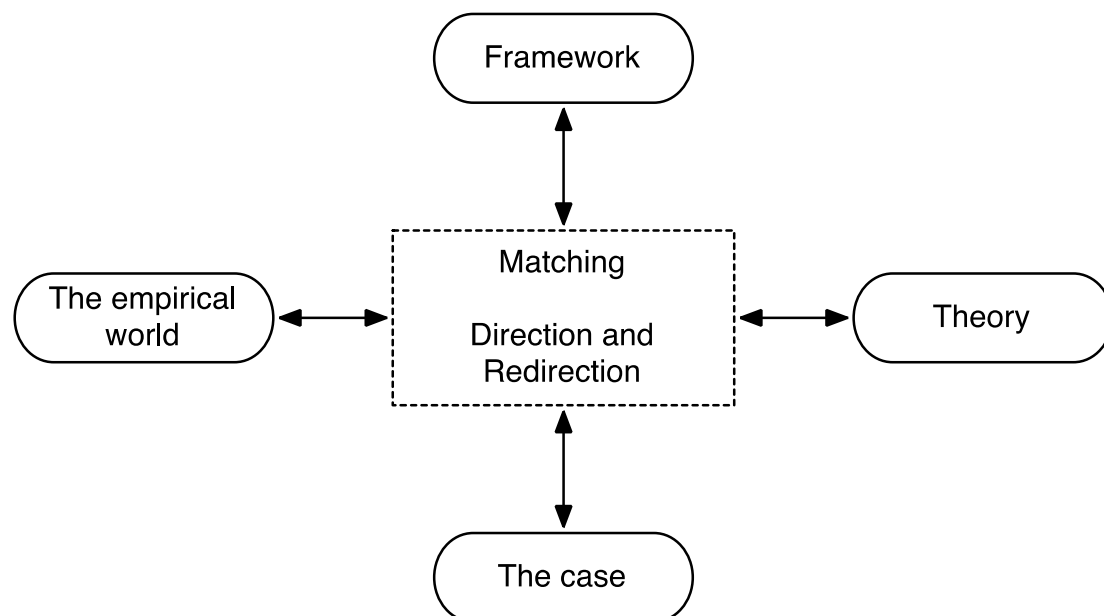 Framework
Matching
Direction and
Redirection
The empirical
world
Theory
The case